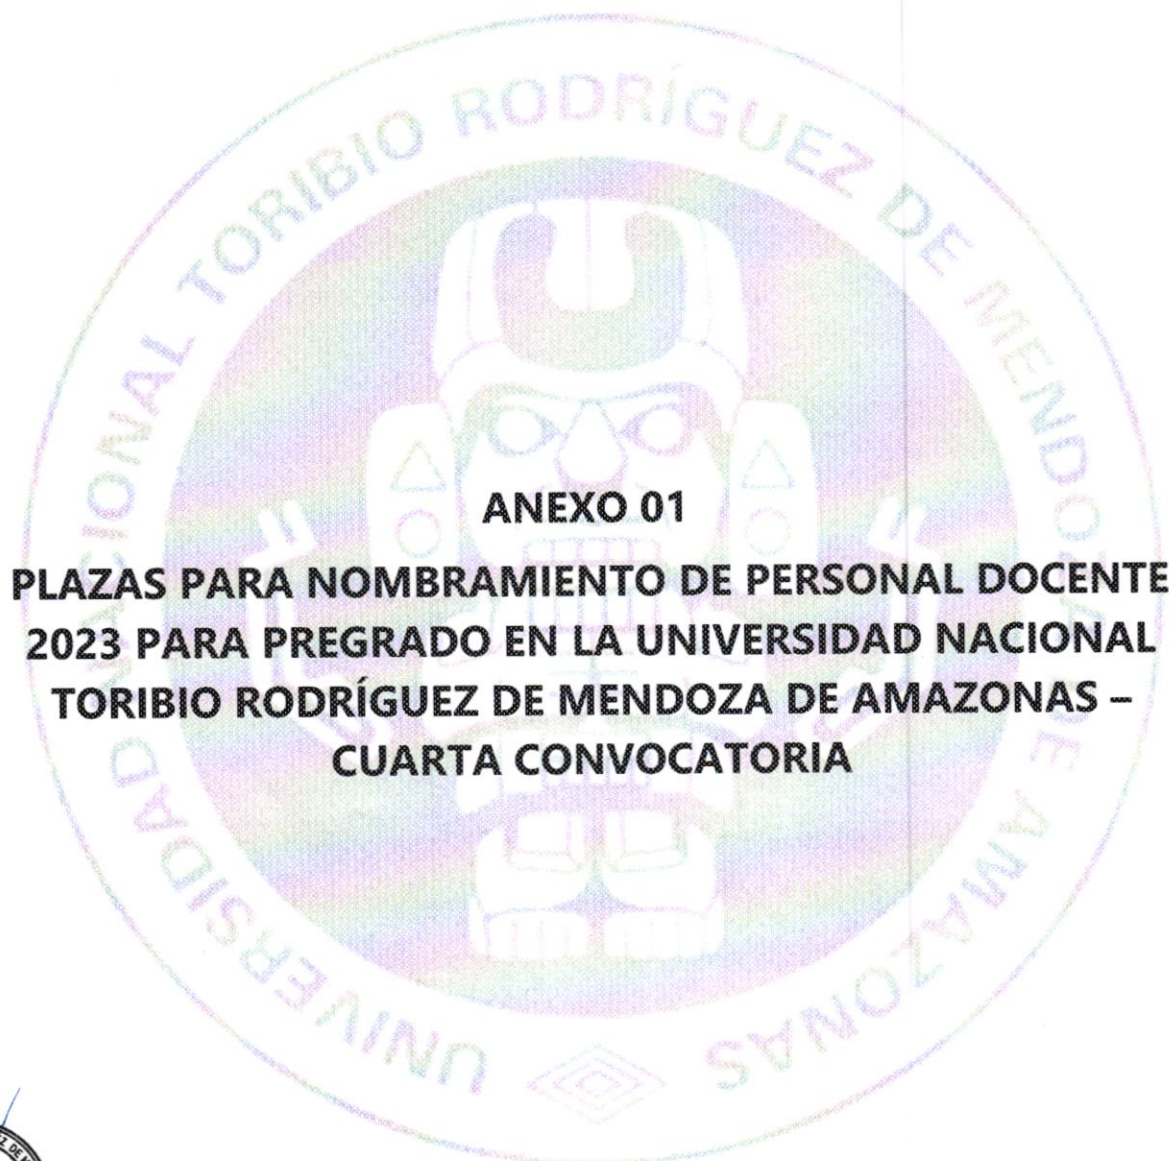 UNIVERSIDAD NACIONAL TORIBIO RODRÍGUEZ DE MENDOZA DE AMAZONAS
ANEXO 01
PLAZAS PARA NOMBRAMIENTO DE PERSONAL DOCENTE
2023 PARA PREGRADO EN LA UNIVERSIDAD NACIONAL
TORIBIO RODRÍGUEZ DE MENDOZA DE AMAZONAS –
CUARTA CONVOCATORIA